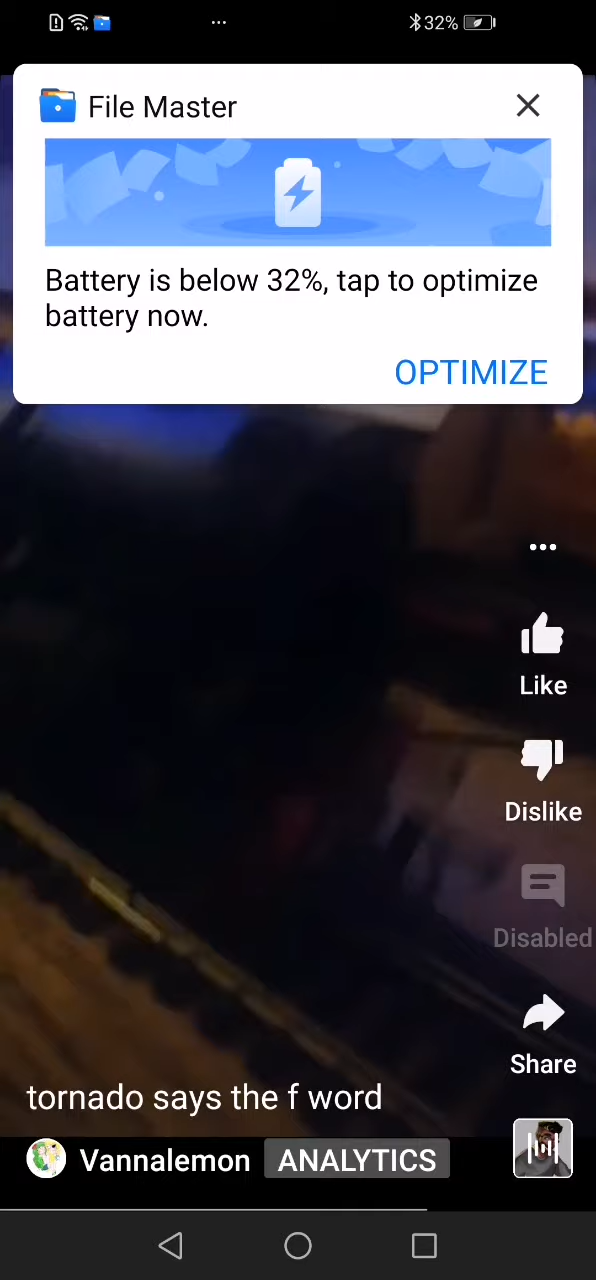 32%
File Master
Battery is below 32%, tap to optimize
battery now.
OPTIMIZE
Like
Dislike
Disabled
Share
tornado says the f word
Vannalemon ANALYTICS